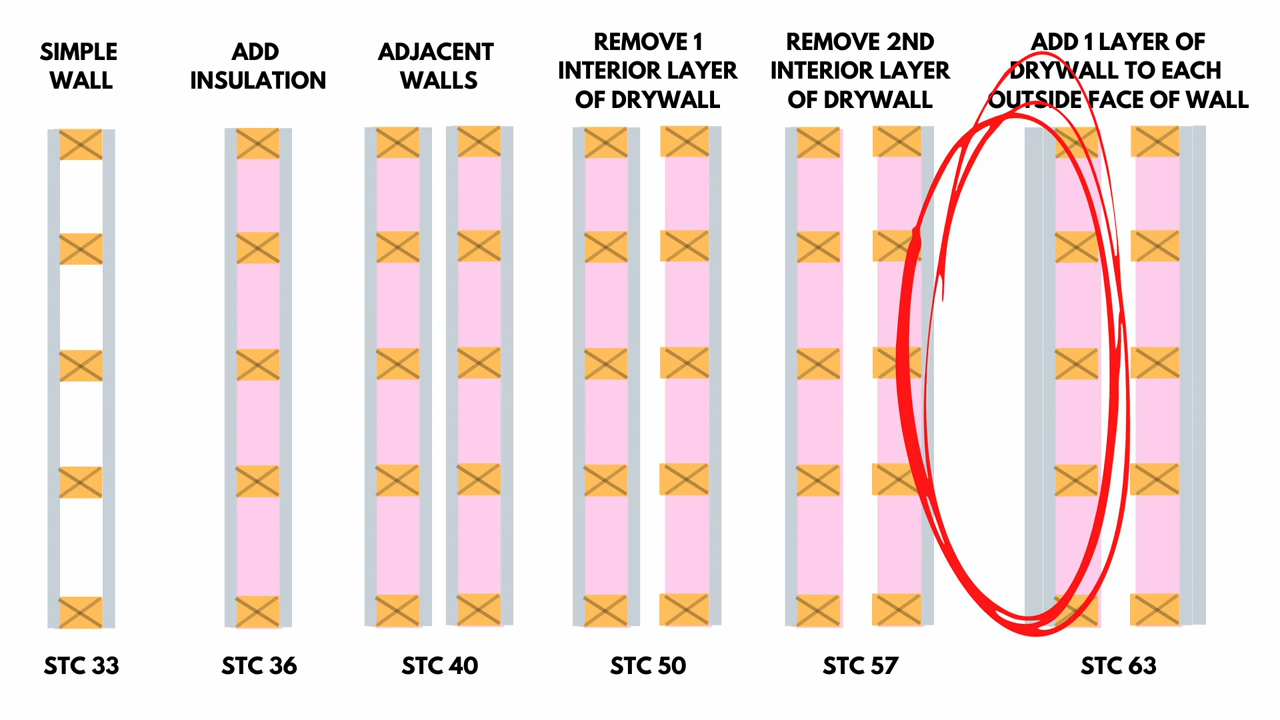 SIMPLE
WALL
ADD
INSULATION
ADJACENT
WALLS
REMOVE 1
INTERIOR LAYER
OF DRYWALL
REMOVE 2ND
INTERIOR LAYER
OF DRYWALL
ADD 1 LAYER OF
DRYWALL TO EACH
OUTSIDE FACE OF WALL
STC 33
STC 36
STC 40
STC 50
STC 57
STC 63